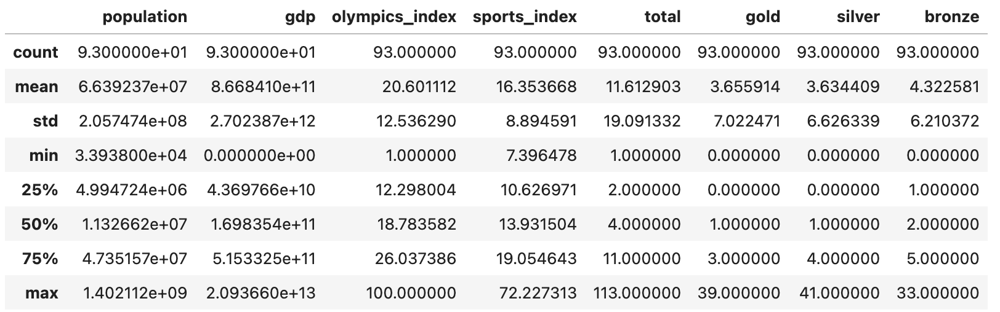 population gdp olympics_index sports_index total gold silver bronze
count 9.300000e+01 9.300000e+01 93.000000 93.000000 93.000000 93.000000 93.000000 93.000000
mean 6.639237e+07 8.668410e+11 20.601112 16.353668 11.612903 3.655914 3.634409 4.322581
std 2.057474e+08 2.702387e+12 12.536290 8.894591 19.091332 7.022471 6.626339 6.210372
min 3.393800e+04 0.000000e+00 1.000000 7.396478 1.000000 0.000000 0.000000 0.000000
25% 4.994724e+06 4.369766e+10 12.298004 10.626971 2.000000 0.000000 0.000000 1.000000
50% 1.132662e+07 1.698354e+11 18.783582 13.931504 4.000000 1.000000 1.000000 2.000000
75% 4.735157e+07 5.153325e+11 26.037386 19.054643 11.000000 3.000000 4.000000 5.000000
max 1.402112e+09 2.093660e+13 100.000000 72.227313 113.000000 39.000000 41.000000 33.000000